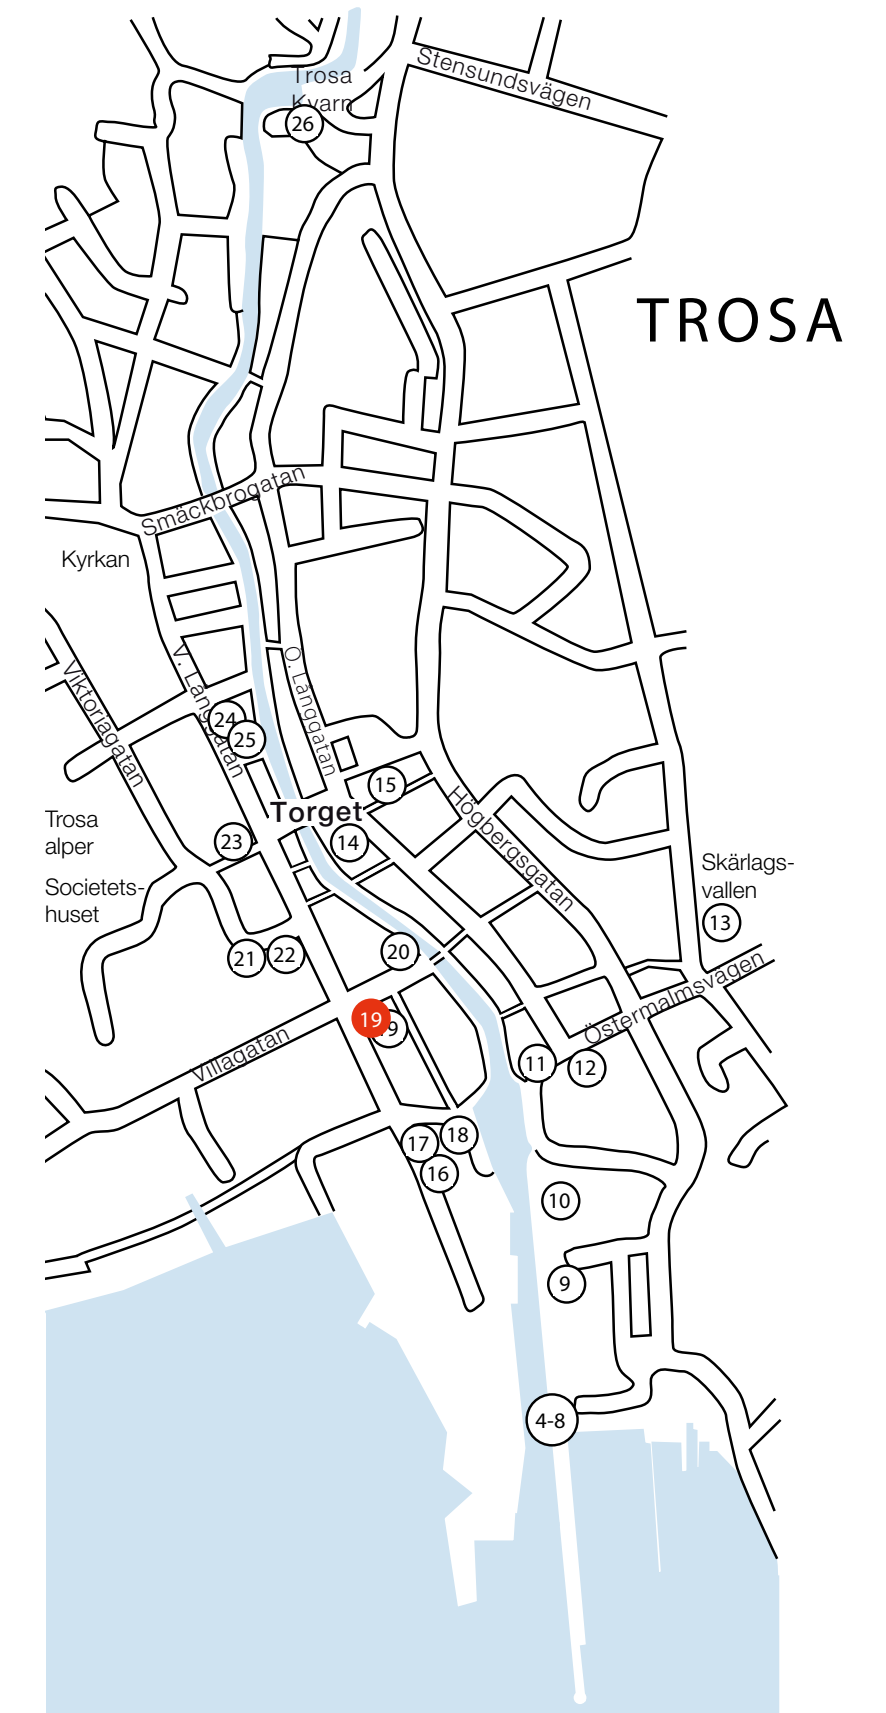 Stensundsvägen
Trosa
Kvarn
26
TROSA
Smäckbrogatan
Kyrkan
Viktoriagatan
V. Långgatan
Ö. Långgatan
24
25
15
Högbergsgatan
Torget
Trosa
alper
23
14
Skärlags-
vallen
Societets-
huset
13
21
22
20
Östermalmsvägen
19
19
Villagatan
11
12
17
18
16
10
9
4-8